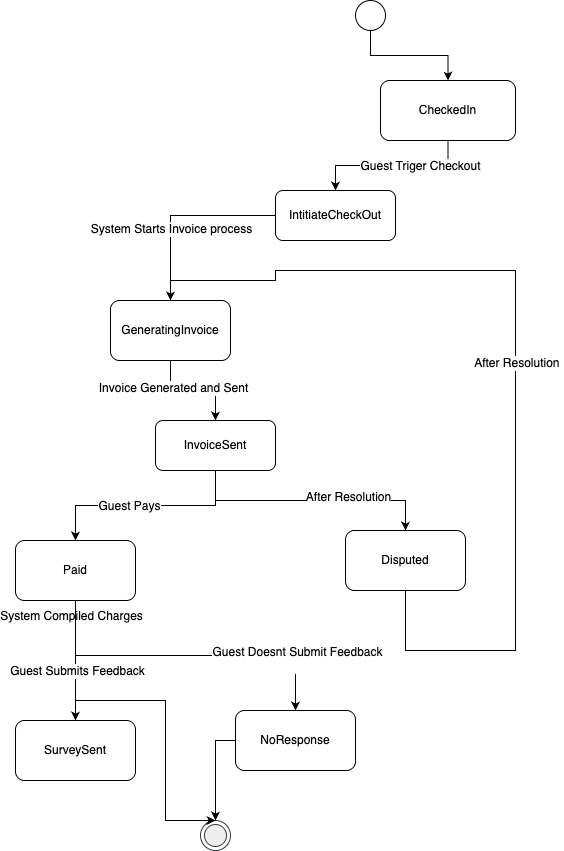 CheckedIn
Guest Triger Checkout
IntitiateCheckOut
System Starts Invoice process
GeneratingInvoice
After Resolution
Invoice Generated and Sent
InvoiceSent
After Resolution
Guest Pays
Disputed
Paid
System Compiled Charges
Guest Doesnt Submit Feedback
Guest Submits Feedback
NoResponse
SurveySent